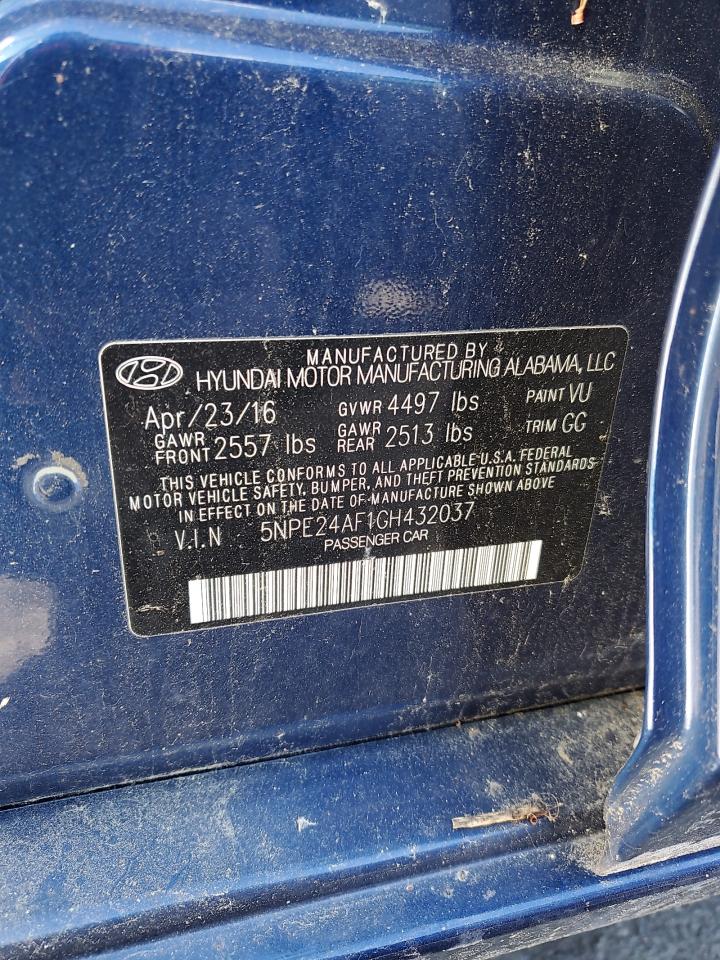 MANUFACTURED BY
HYUNDAI MOTOR MANUFACTURING ALABAMA, LLC
Apr/23/16 GVWR 4497 lbs PAINT VU
GAWR FRONT 2557 lbs GAWR REAR 2513 lbs TRIM GG
THIS VEHICLE CONFORMS TO ALL APPLICABLE U.S.A. FEDERAL
MOTOR VEHICLE SAFETY, BUMPER, AND THEFT PREVENTION STANDARDS
IN EFFECT ON THE DATE OF MANUFACTURE SHOWN ABOVE
V.I.N 5NPE24AF1GH432037
PASSENGER CAR